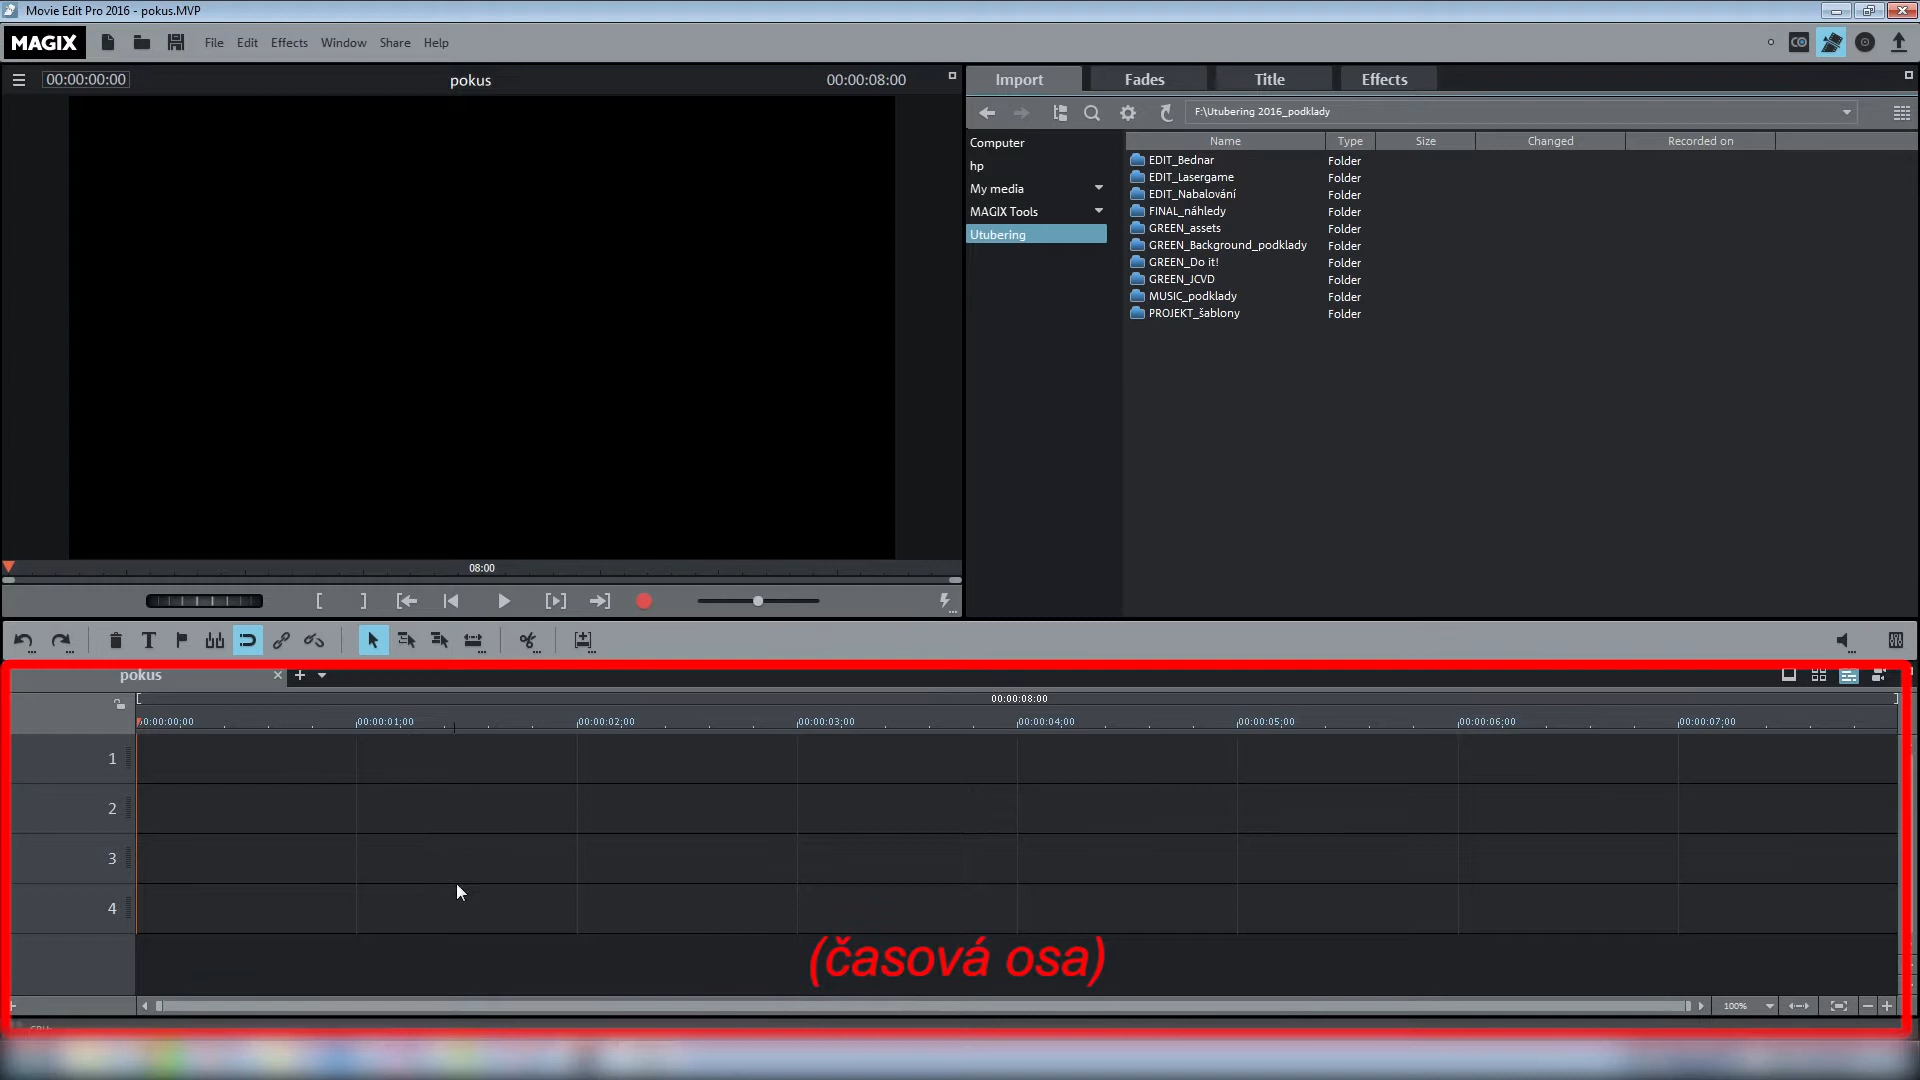 Movie Edit Pro 2016 - pokus.MVP
MAGIX File Edit Effects Window Share Help
00:00:00:00 pokus 00:00:08:00
Import Fades Title Effects
F:\Utubering 2016_podklady
Computer
hp
My media
MAGIX Tools
Utubering
Name Type Size Changed Recorded on
EDIT_Bednar Folder
EDIT_Lasergame Folder
EDIT_Nabalování Folder
FINAL_náhledy Folder
GREEN_assets Folder
GREEN_Background_podklady Folder
GREEN_Do it! Folder
GREEN_JCVD Folder
MUSIC_podklady Folder
PROJEKT_šablony Folder
08:00
pokus
00:00:08:00
00:00:00;00 00:00:01;00 00:00:02;00 00:00:03;00 00:00:04;00 00:00:05;00 00:00:06;00 00:00:07;00
1
2
3
4
(časová osa)
100%